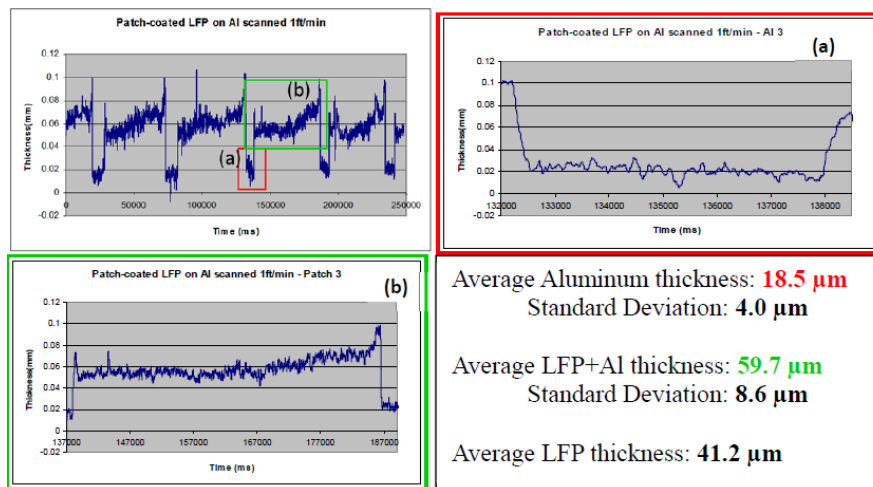 Patch-coated LFP on Al scanned 1ft/min
Thickness(mm)
0.12
0.1
0.08
0.06
0.04
0.02
0
-0.02
(b)
(a)
0
50000
100000
150000
200000
250000
Time (ms)
Patch-coated LFP on Al scanned 1ft/min - Al 3
(a)
Thickness(mm)
0.12
0.1
0.08
0.06
0.04
0.02
0
-0.02
132000
133000
134000
135000
136000
137000
138000
Time (ms)
Patch-coated LFP on Al scanned 1ft/min - Patch 3
(b)
Thickness(mm)
0.12
0.1
0.08
0.06
0.04
0.02
0
137000
147000
157000
167000
177000
187000
Time (ms)
Average Aluminum thickness: 18.5 µm
Standard Deviation: 4.0 µm
Average LFP+Al thickness: 59.7 µm
Standard Deviation: 8.6 µm
Average LFP thickness: 41.2 µm